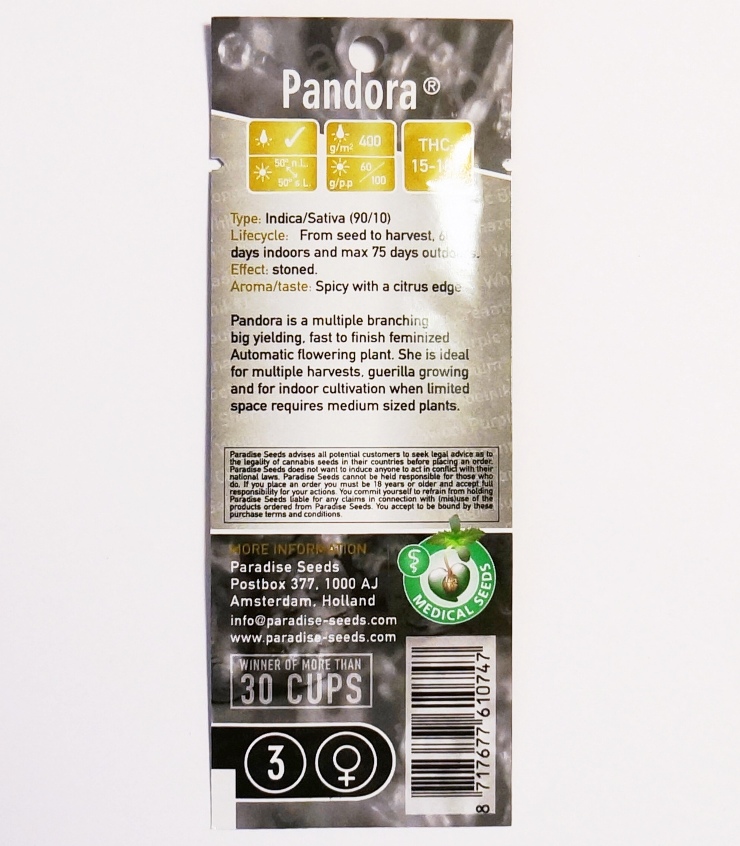 Pandora®
g/m² 400
THC
50° n.L.
50° s.L.
g/p.p 60/100
Type: Indica/Sativa (90/10)
Lifecycle: From seed to harvest,
days indoors and max 75 days
Effect: stoned.
Aroma/taste: Spicy with a citrus edge
Pandora is a multiple branching
big yielding, fast to finish feminized
Automatic flowering plant. She is ideal
for multiple harvests, guerilla growing
and for indoor cultivation when limited
space requires medium sized plants.
Paradise Seeds advises all potential customers to seek legal advice as to
the legality of cannabis seeds in their countries before placing an order.
Paradise Seeds does not want to induce anyone to act in conflict with their
national laws. Paradise Seeds cannot be held responsible for those who
do. If you place an order you must be 18 years or older and accept full
responsibility for your actions. You commit yourself to refrain from holding
Paradise Seeds liable for any claims in connection with (mis)use of the
products ordered from Paradise Seeds. You accept to be bound by these
purchase terms and conditions.
MORE INFORMATION
Paradise Seeds
Postbox 377, 1000 AJ
Amsterdam, Holland
info@paradise-seeds.com
www.paradise-seeds.com
MEDICAL SEEDS
WINNER OF MORE THAN
30 CUPS
3
8 717677 610747